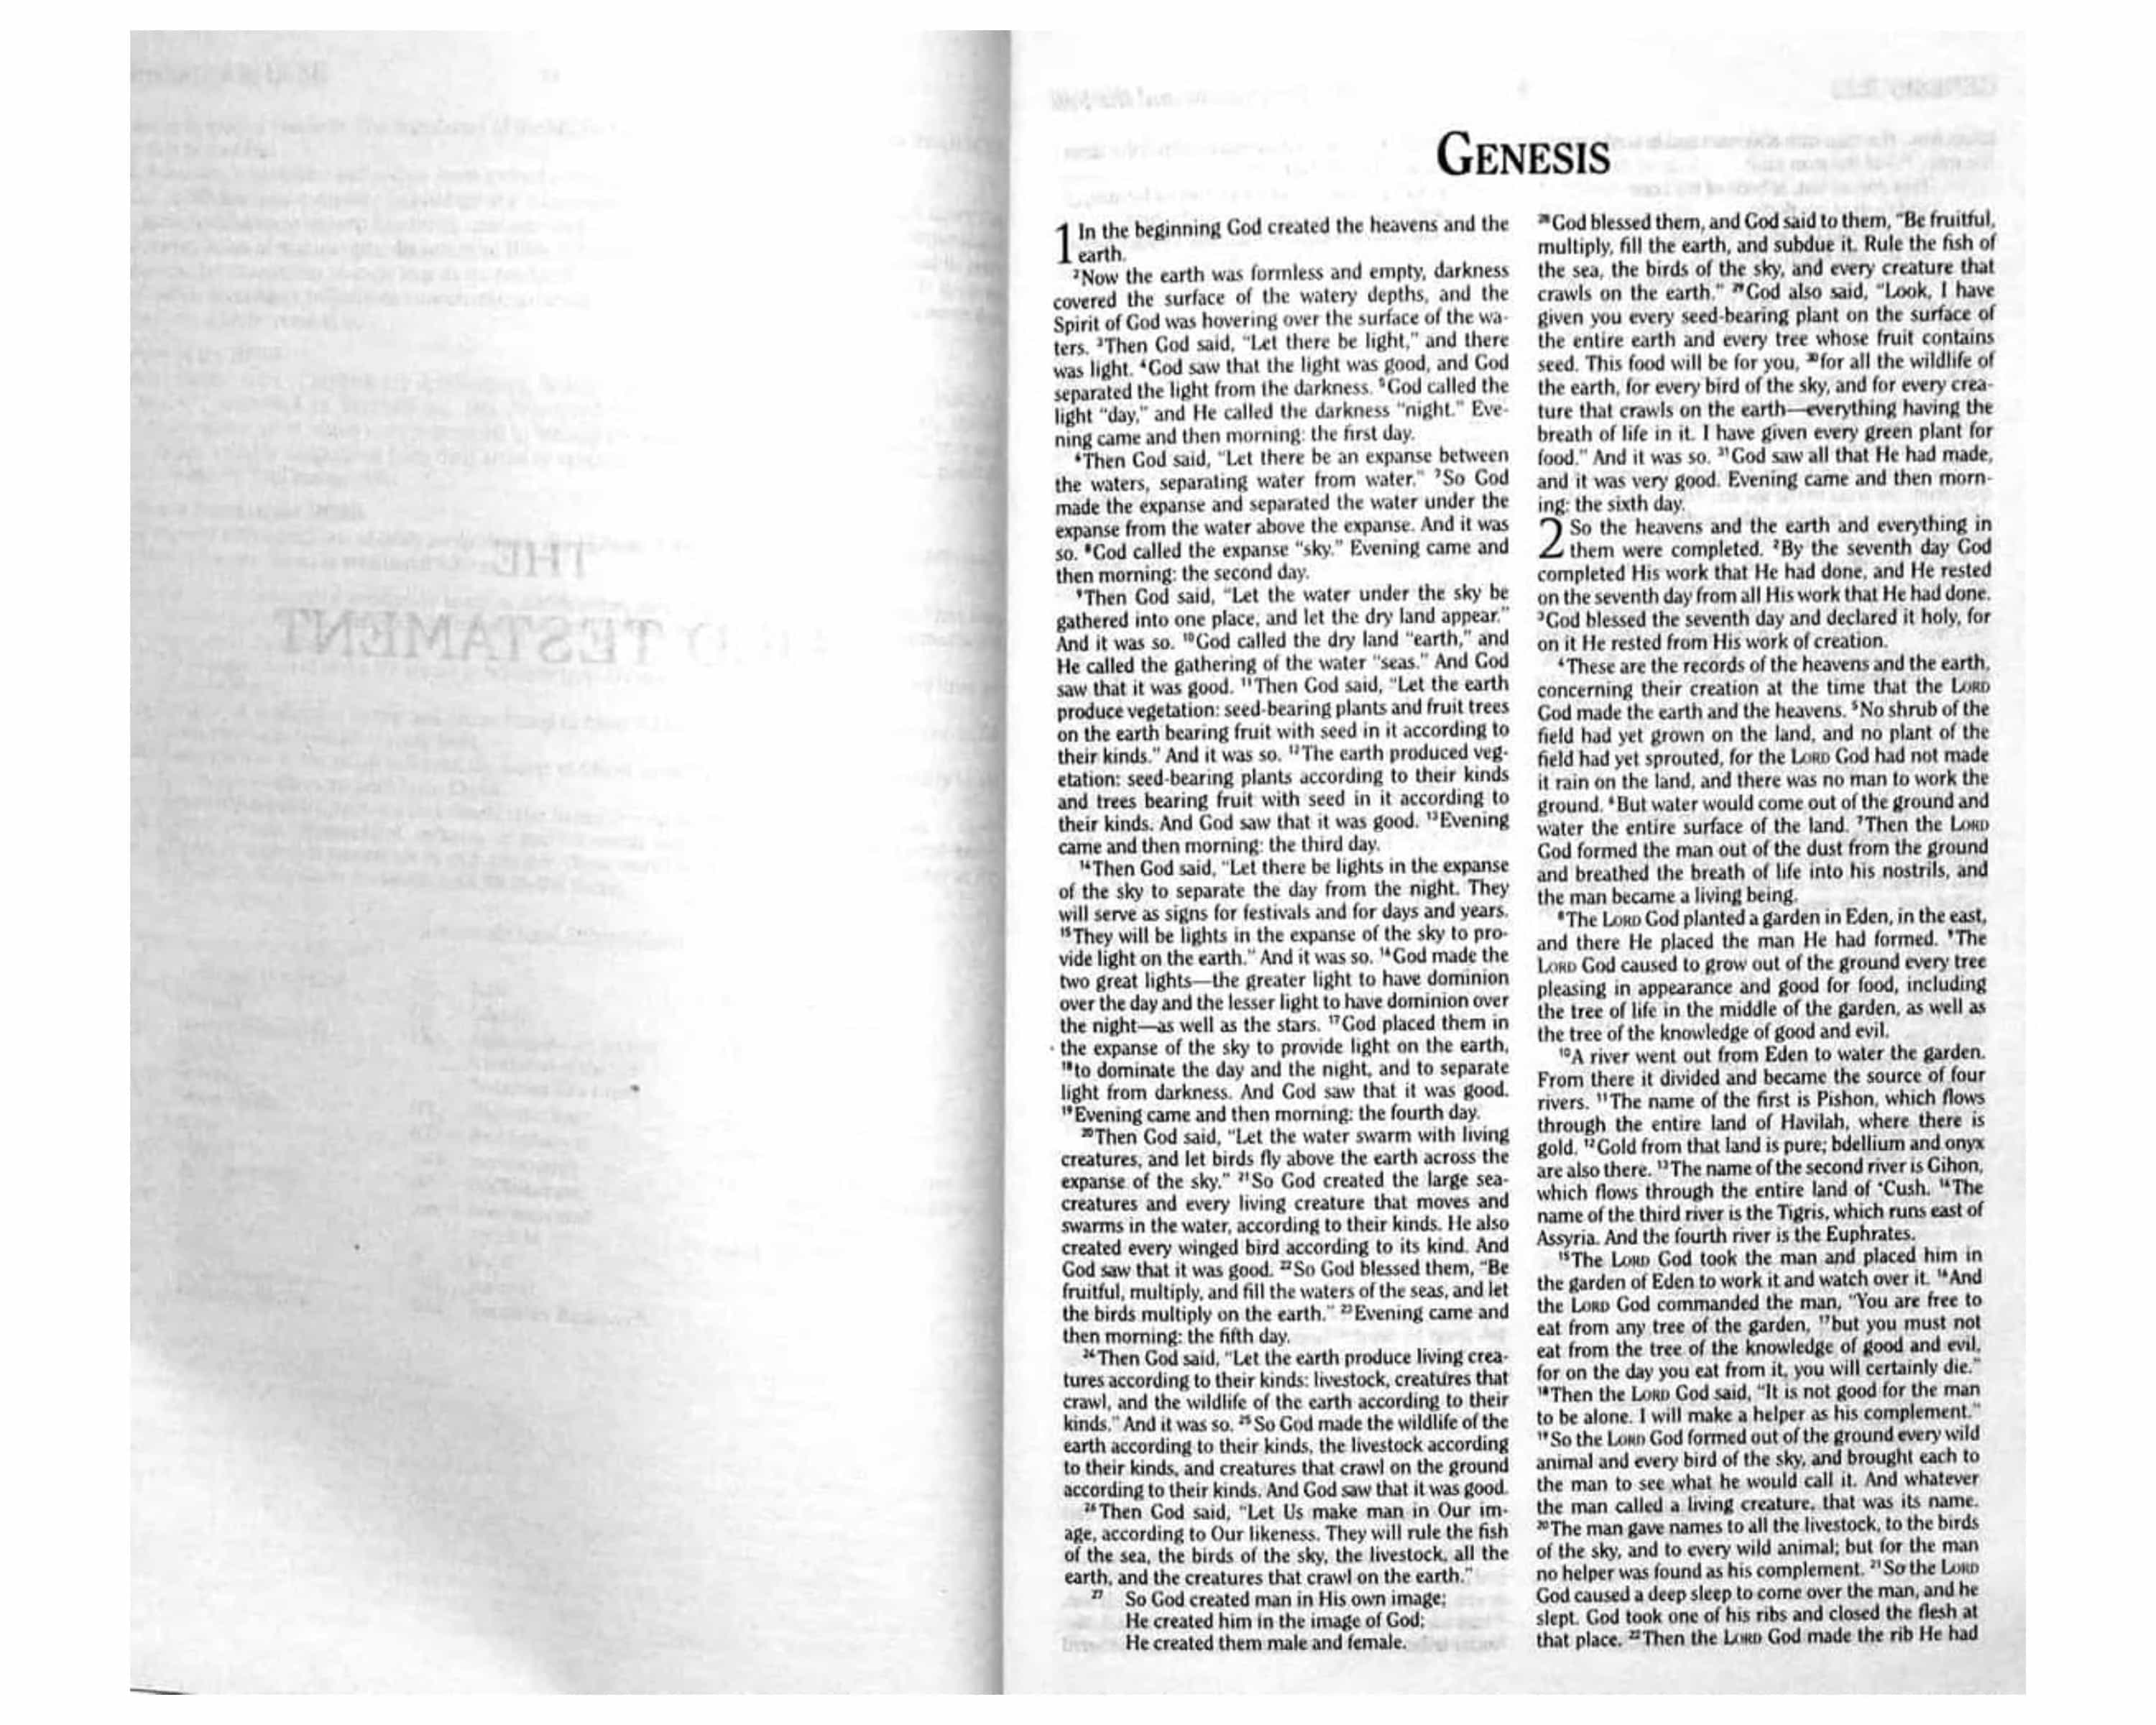 THE
OLD TESTAMENT
GENESIS
1 In the beginning God created the heavens and the
earth.
²Now the earth was formless and empty, darkness
covered the surface of the watery depths, and the
Spirit of God was hovering over the surface of the wa-
ters. ³Then God said, "Let there be light," and there
was light. ⁴God saw that the light was good, and God
separated the light from the darkness. ⁵God called the
light "day," and He called the darkness "night." Eve-
ning came and then morning: the first day.
⁶Then God said, "Let there be an expanse between
the waters, separating water from water." ⁷So God
made the expanse and separated the water under the
expanse from the water above the expanse. And it was
so. ⁸God called the expanse "sky." Evening came and
then morning: the second day.
⁹Then God said, "Let the water under the sky be
gathered into one place, and let the dry land appear."
And it was so. ¹⁰God called the dry land "earth," and
He called the gathering of the water "seas." And God
saw that it was good. ¹¹Then God said, "Let the earth
produce vegetation: seed-bearing plants and fruit trees
on the earth bearing fruit with seed in it according to
their kinds." And it was so. ¹²The earth produced veg-
etation: seed-bearing plants according to their kinds
and trees bearing fruit with seed in it according to
their kinds. And God saw that it was good. ¹³Evening
came and then morning: the third day.
¹⁴Then God said, "Let there be lights in the expanse
of the sky to separate the day from the night. They
will serve as signs for festivals and for days and years.
¹⁵They will be lights in the expanse of the sky to pro-
vide light on the earth." And it was so. ¹⁶God made the
two great lights—the greater light to have dominion
over the day and the lesser light to have dominion over
the night—as well as the stars. ¹⁷God placed them in
the expanse of the sky to provide light on the earth,
¹⁸to dominate the day and the night, and to separate
light from darkness. And God saw that it was good.
¹⁹Evening came and then morning: the fourth day.
²⁰Then God said, "Let the water swarm with living
creatures, and let birds fly above the earth across the
expanse of the sky." ²¹So God created the large sea-
creatures and every living creature that moves and
swarms in the water, according to their kinds. He also
created every winged bird according to its kind. And
God saw that it was good. ²²So God blessed them, "Be
fruitful, multiply, and fill the waters of the seas, and let
the birds multiply on the earth." ²³Evening came and
then morning: the fifth day.
²⁴Then God said, "Let the earth produce living crea-
tures according to their kinds: livestock, creatures that
crawl, and the wildlife of the earth according to their
kinds." And it was so. ²⁵So God made the wildlife of the
earth according to their kinds, the livestock according
to their kinds, and creatures that crawl on the ground
according to their kinds. And God saw that it was good.
²⁶Then God said, "Let Us make man in Our im-
age, according to Our likeness. They will rule the fish
of the sea, the birds of the sky, the livestock, all the
earth, and the creatures that crawl on the earth."
²⁷ So God created man in His own image;
He created him in the image of God;
He created them male and female.
²⁸God blessed them, and God said to them, "Be fruitful,
multiply, fill the earth, and subdue it. Rule the fish of
the sea, the birds of the sky, and every creature that
crawls on the earth." ²⁹God also said, "Look, I have
given you every seed-bearing plant on the surface of
the entire earth and every tree whose fruit contains
seed. This food will be for you, ³⁰for all the wildlife of
the earth, for every bird of the sky, and for every crea-
ture that crawls on the earth—everything having the
breath of life in it. I have given every green plant for
food." And it was so. ³¹God saw all that He had made,
and it was very good. Evening came and then morn-
ing: the sixth day.
2 So the heavens and the earth and everything in
them were completed. ²By the seventh day God
completed His work that He had done, and He rested
on the seventh day from all His work that He had done.
³God blessed the seventh day and declared it holy, for
on it He rested from His work of creation.
⁴These are the records of the heavens and the earth,
concerning their creation at the time that the LORD
God made the earth and the heavens. ⁵No shrub of the
field had yet grown on the land, and no plant of the
field had yet sprouted, for the LORD God had not made
it rain on the land, and there was no man to work the
ground. ⁶But water would come out of the ground and
water the entire surface of the land. ⁷Then the LORD
God formed the man out of the dust from the ground
and breathed the breath of life into his nostrils, and
the man became a living being.
⁸The LORD God planted a garden in Eden, in the east,
and there He placed the man He had formed. ⁹The
LORD God caused to grow out of the ground every tree
pleasing in appearance and good for food, including
the tree of life in the middle of the garden, as well as
the tree of the knowledge of good and evil.
¹⁰A river went out from Eden to water the garden.
From there it divided and became the source of four
rivers. ¹¹The name of the first is Pishon, which flows
through the entire land of Havilah, where there is
gold. ¹²Gold from that land is pure; bdellium and onyx
are also there. ¹³The name of the second river is Gihon,
which flows through the entire land of •Cush. ¹⁴The
name of the third river is the Tigris, which runs east of
Assyria. And the fourth river is the Euphrates.
¹⁵The LORD God took the man and placed him in
the garden of Eden to work it and watch over it. ¹⁶And
the LORD God commanded the man, "You are free to
eat from any tree of the garden, ¹⁷but you must not
eat from the tree of the knowledge of good and evil,
for on the day you eat from it, you will certainly die."
¹⁸Then the LORD God said, "It is not good for the man
to be alone. I will make a helper as his complement."
¹⁹So the LORD God formed out of the ground every wild
animal and every bird of the sky, and brought each to
the man to see what he would call it. And whatever
the man called a living creature, that was its name.
²⁰The man gave names to all the livestock, to the birds
of the sky, and to every wild animal; but for the man
no helper was found as his complement. ²¹So the LORD
God caused a deep sleep to come over the man, and he
slept. God took one of his ribs and closed the flesh at
that place. ²²Then the LORD God made the rib He had